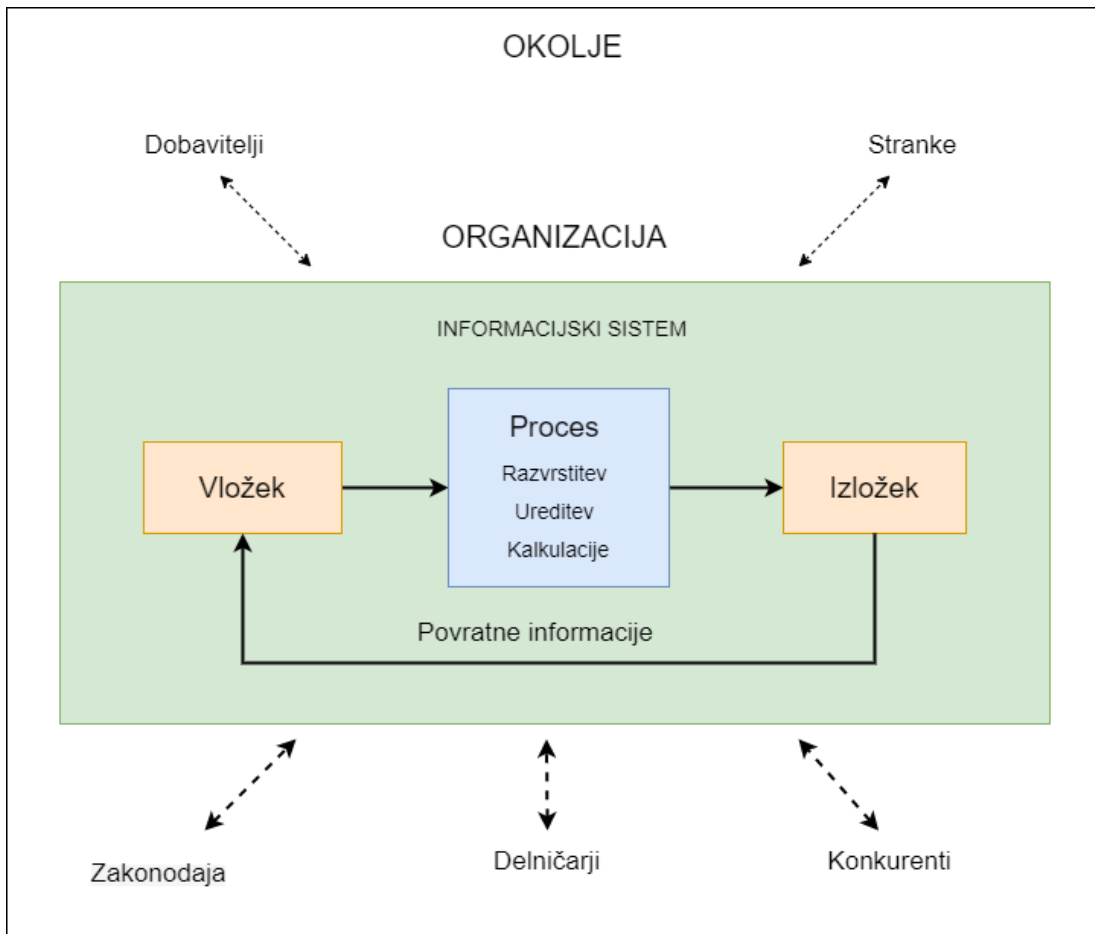 OKOLJE
Dobavitelji
Stranke
ORGANIZACIJA
INFORMACIJSKI SISTEM
Vložek
Proces
Razvrstitev
Ureditev
Kalkulacije
Izložek
Povratne informacije
Zakonodaja
Delničarji
Konkurenti